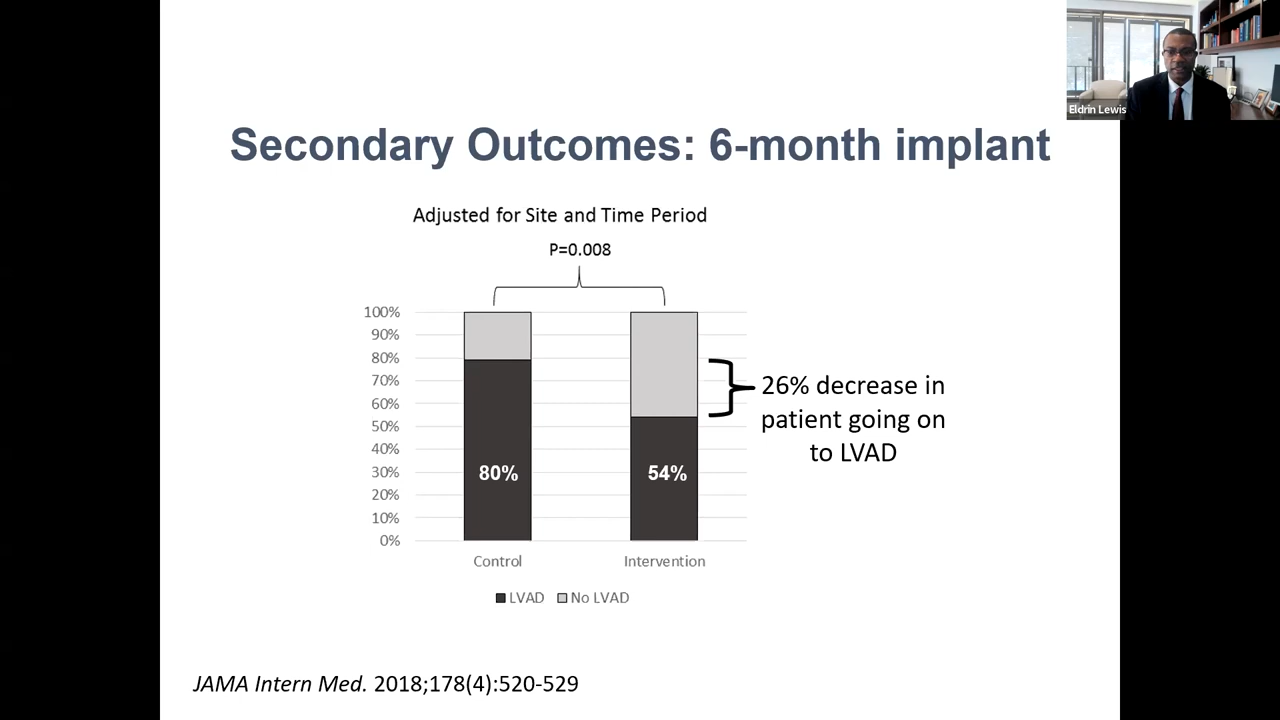 Eldrin Lewis
Secondary Outcomes: 6-month implant
Adjusted for Site and Time Period
P=0.008
100%
90%
80%
70%
60%
50%
40%
30%
20%
10%
0%
80%
54%
Control
Intervention
LVAD
No LVAD
26% decrease in
patient going on
to LVAD
JAMA Intern Med. 2018;178(4):520-529